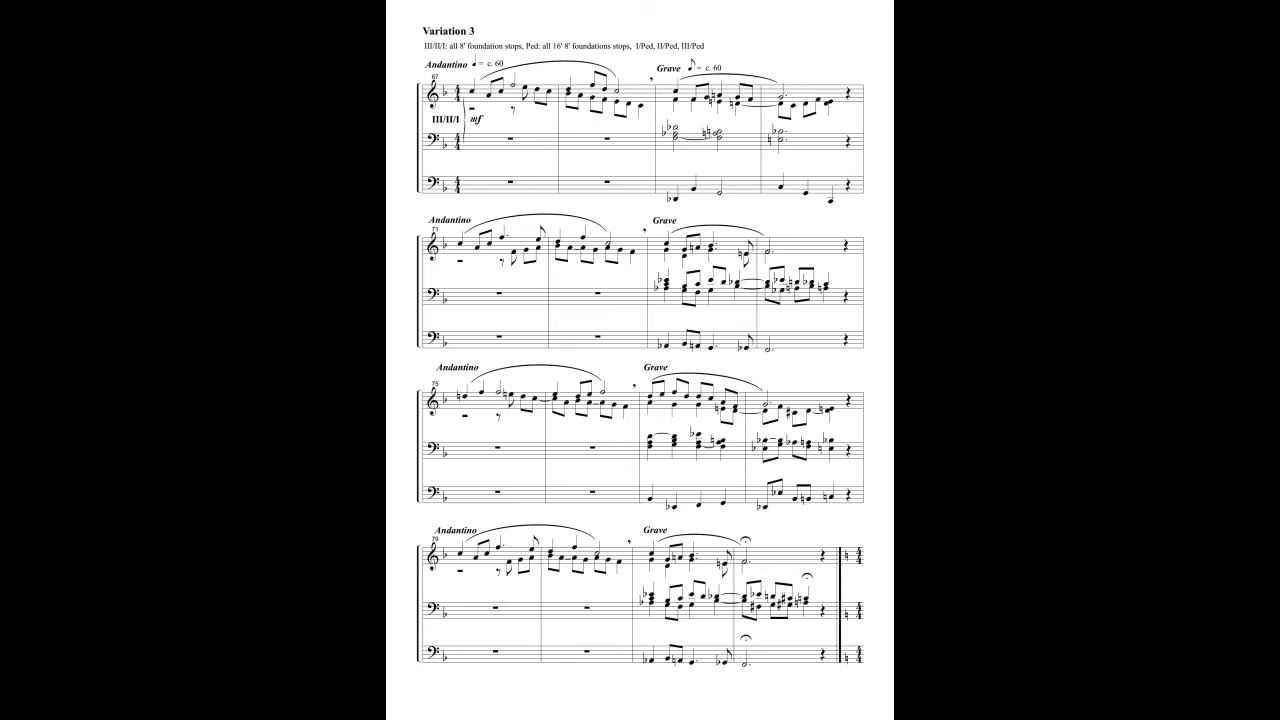 Variation 3
III/II/I: all 8' foundation stops, Ped: all 16' 8' foundations stops, I/Ped, II/Ped, III/Ped
Andantino ♩ = c. 60 Grave ♪ = c. 60
67
III/II/I mf
Andantino Grave
71
Andantino Grave
75
Andantino Grave
79